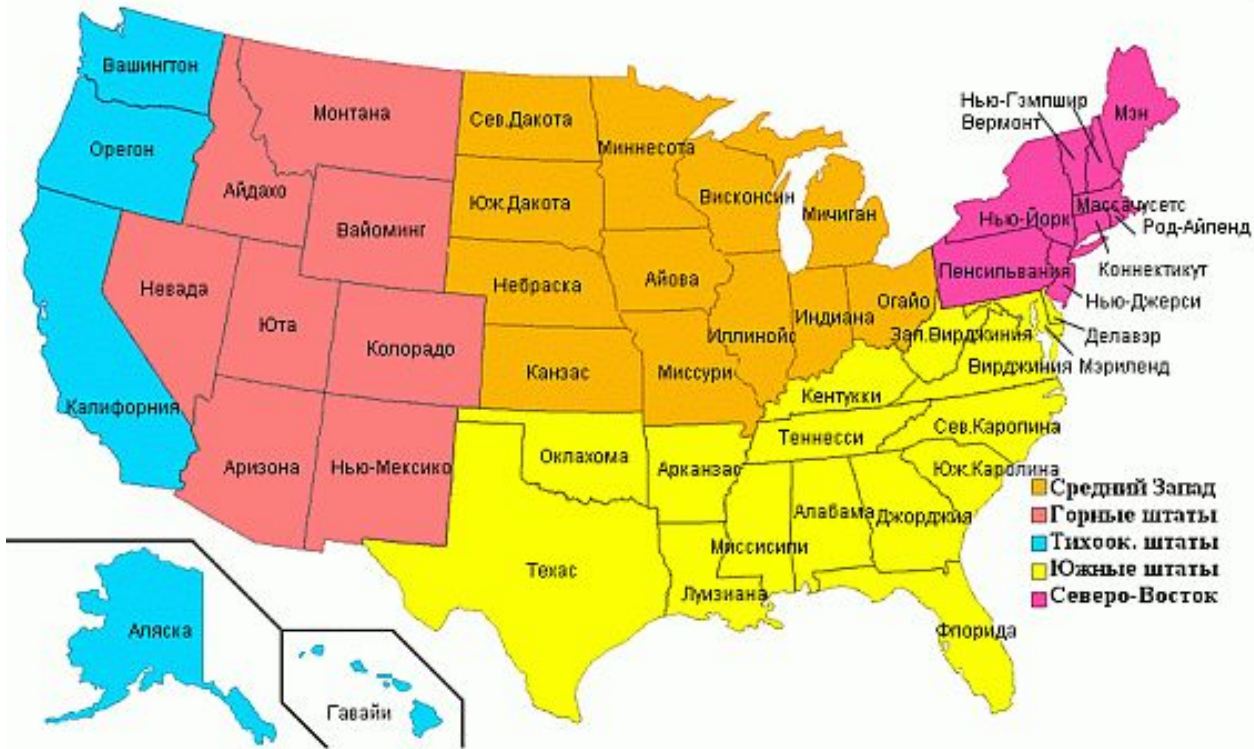 Вашингтон
Монтана
Сев.Дакота
Миннесота
Нью-Гэмпшир
Вермонт
Мэн
Орегон
Айдахо
Юж.Дакота
Висконсин
Мичиган
Массачусетс
Нью-Йорк
Род-Айленд
Вайоминг
Коннектикут
Пенсильвания
Невада
Небраска
Айова
Нью-Джерси
Юта
Колорадо
Иллинойс
Индиана
Огайо
Зап.Вирджиния
Делавэр
Канзас
Миссури
Вирджиния
Мэриленд
Калифорния
Кентукки
Теннесси
Сев.Каролина
Аризона
Нью-Мексико
Оклахома
Арканзас
Юж.Каролина
Средний Запад
Алабама
Джорджия
Горные штаты
Миссисипи
Тихоок. штаты
Техас
Южные штаты
Луизиана
Северо-Восток
Аляска
Флорида
Гавайи